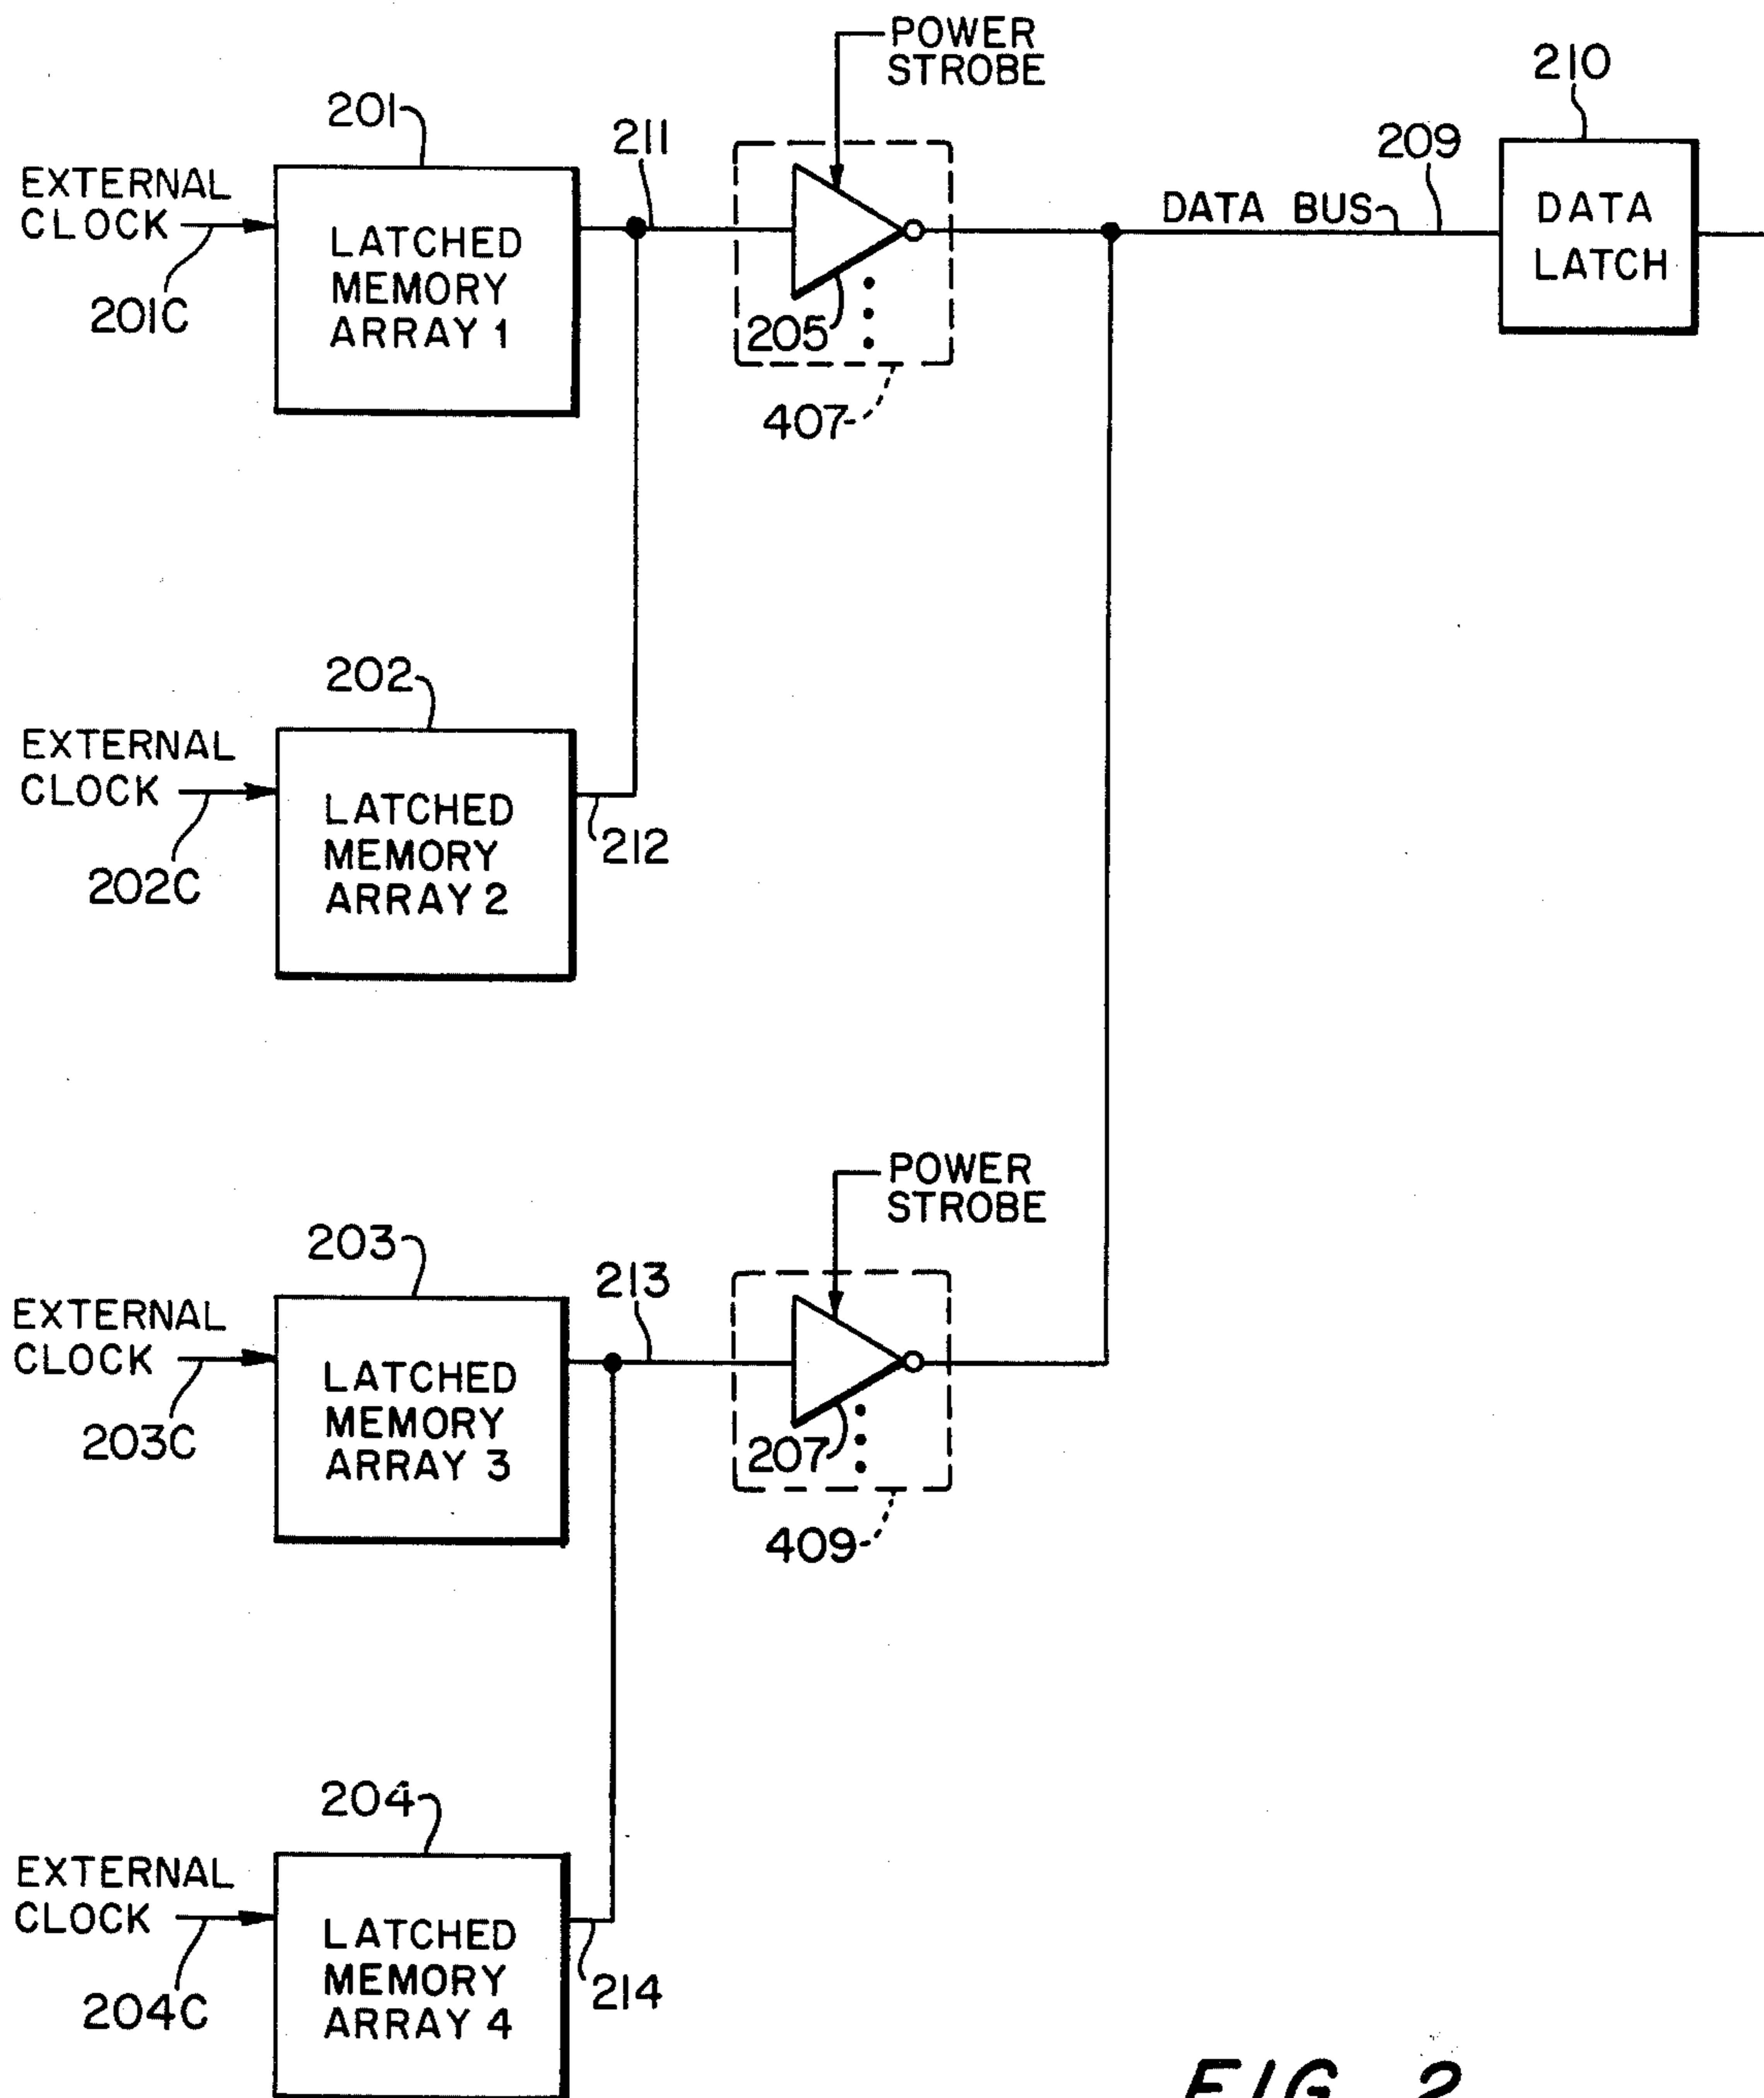 POWER
STROBE
210
201
211
209
EXTERNAL
CLOCK
LATCHED
MEMORY
ARRAY 1
DATA BUS
DATA
LATCH
201C
205
407
202
EXTERNAL
CLOCK
LATCHED
MEMORY
ARRAY 2
212
202C
POWER
STROBE
203
213
EXTERNAL
CLOCK
LATCHED
MEMORY
ARRAY 3
203C
207
409
204
EXTERNAL
CLOCK
LATCHED
MEMORY
ARRAY 4
214
204C
FIG. 2